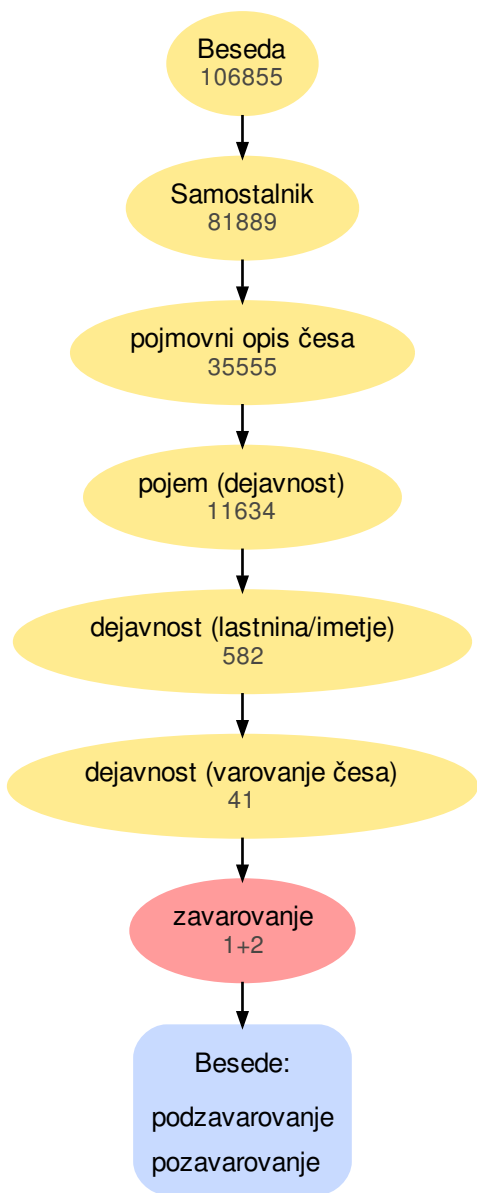 Beseda
106855
Samostalnik
81889
pojmovni opis česa
35555
pojem (dejavnost)
11634
dejavnost (lastnina/imetje)
582
dejavnost (varovanje česa)
41
zavarovanje
1+2
Besede:
podzavarovanje
pozavarovanje